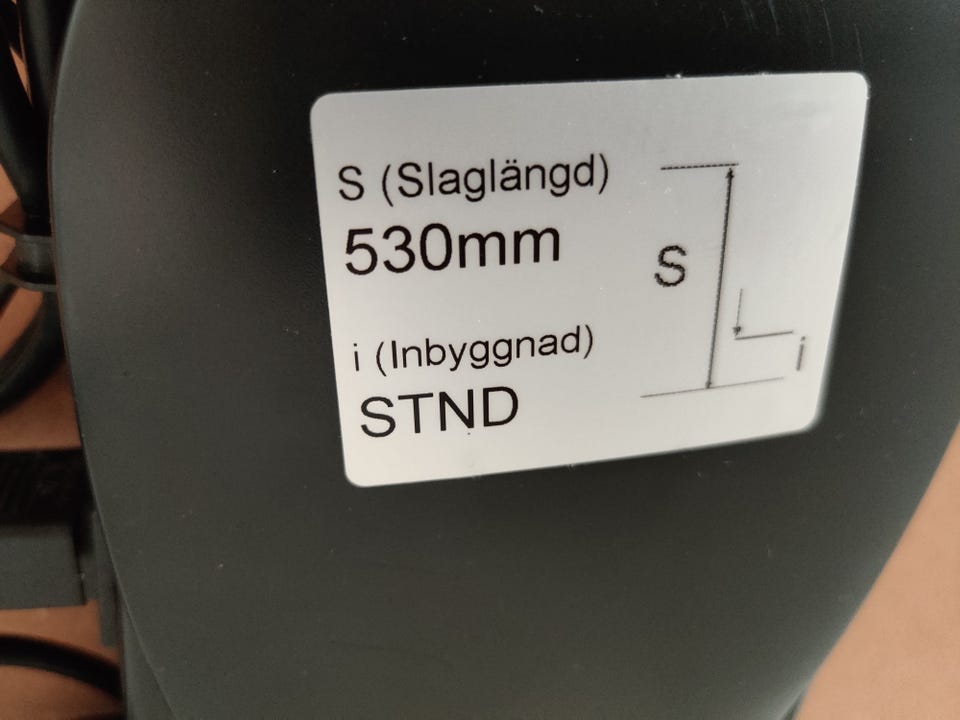 S (Slaglängd)
530mm
i (Inbyggnad)
STND
S
i